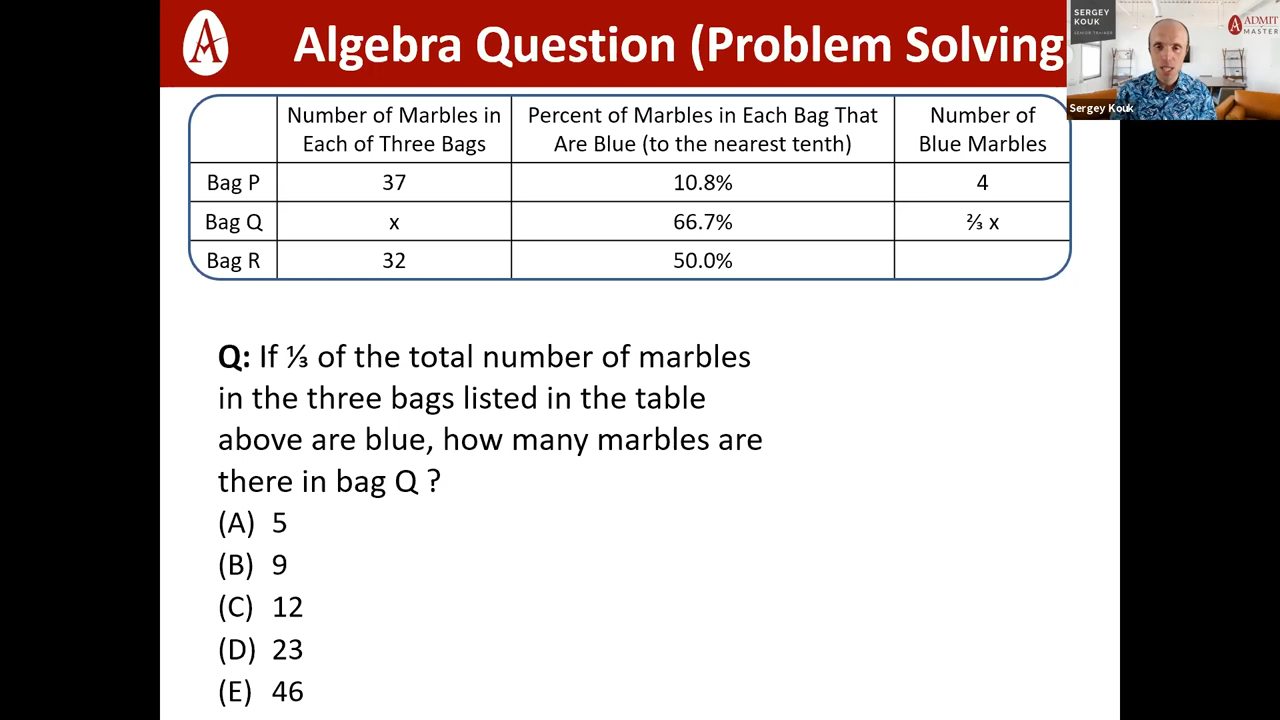 Algebra Question (Problem Solving
SERGEY
KOUK
SENIOR TRAINER
ADMIT
MASTER
Sergey Kouk
Number of Marbles in Each of Three Bags
Percent of Marbles in Each Bag That Are Blue (to the nearest tenth)
Number of Blue Marbles
Bag P 37 10.8% 4
Bag Q x 66.7% ⅔ x
Bag R 32 50.0%
Q: If ⅓ of the total number of marbles
in the three bags listed in the table
above are blue, how many marbles are
there in bag Q ?
(A) 5
(B) 9
(C) 12
(D) 23
(E) 46